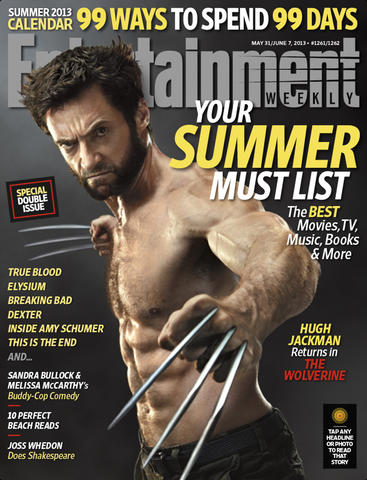 SUMMER 2013
CALENDAR
99 WAYS TO SPEND 99 DAYS
MAY 31/JUNE 7, 2013 • #1261/1262
Entertainment
WEEKLY
YOUR
SUMMER
MUST LIST
The BEST
Movies, TV,
Music, Books
& More
SPECIAL
DOUBLE
ISSUE
TRUE BLOOD
ELYSIUM
BREAKING BAD
DEXTER
INSIDE AMY SCHUMER
THIS IS THE END
AND...
SANDRA BULLOCK &
MELISSA McCARTHY's
Buddy-Cop Comedy
10 PERFECT
BEACH READS
JOSS WHEDON
Does Shakespeare
HUGH
JACKMAN
Returns in
THE
WOLVERINE
TAP ANY
HEADLINE
OR PHOTO
TO READ
THAT
STORY